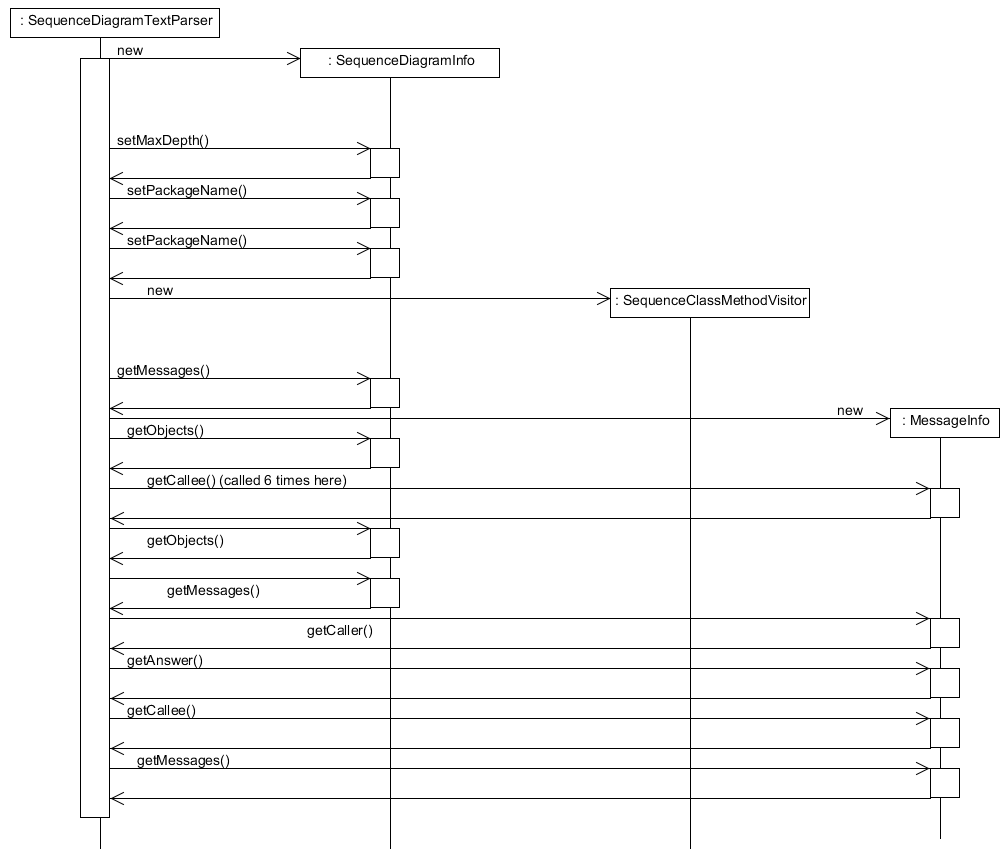 : SequenceDiagramTextParser
new
: SequenceDiagramInfo
setMaxDepth()
setPackageName()
setPackageName()
new
: SequenceClassMethodVisitor
getMessages()
new
: MessageInfo
getObjects()
getCallee() (called 6 times here)
getObjects()
getMessages()
getCaller()
getAnswer()
getCallee()
getMessages()